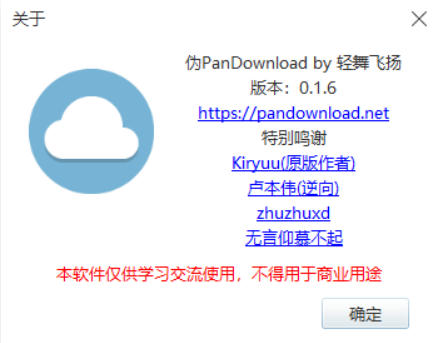 关于
伪PanDownload by 轻舞飞扬
版本：0.1.6
https://pandownload.net
特别鸣谢
Kiryuu(原版作者)
卢本伟(逆向)
zhuzhuxd
无言仰慕不起
本软件仅供学习交流使用，不得用于商业用途
确定